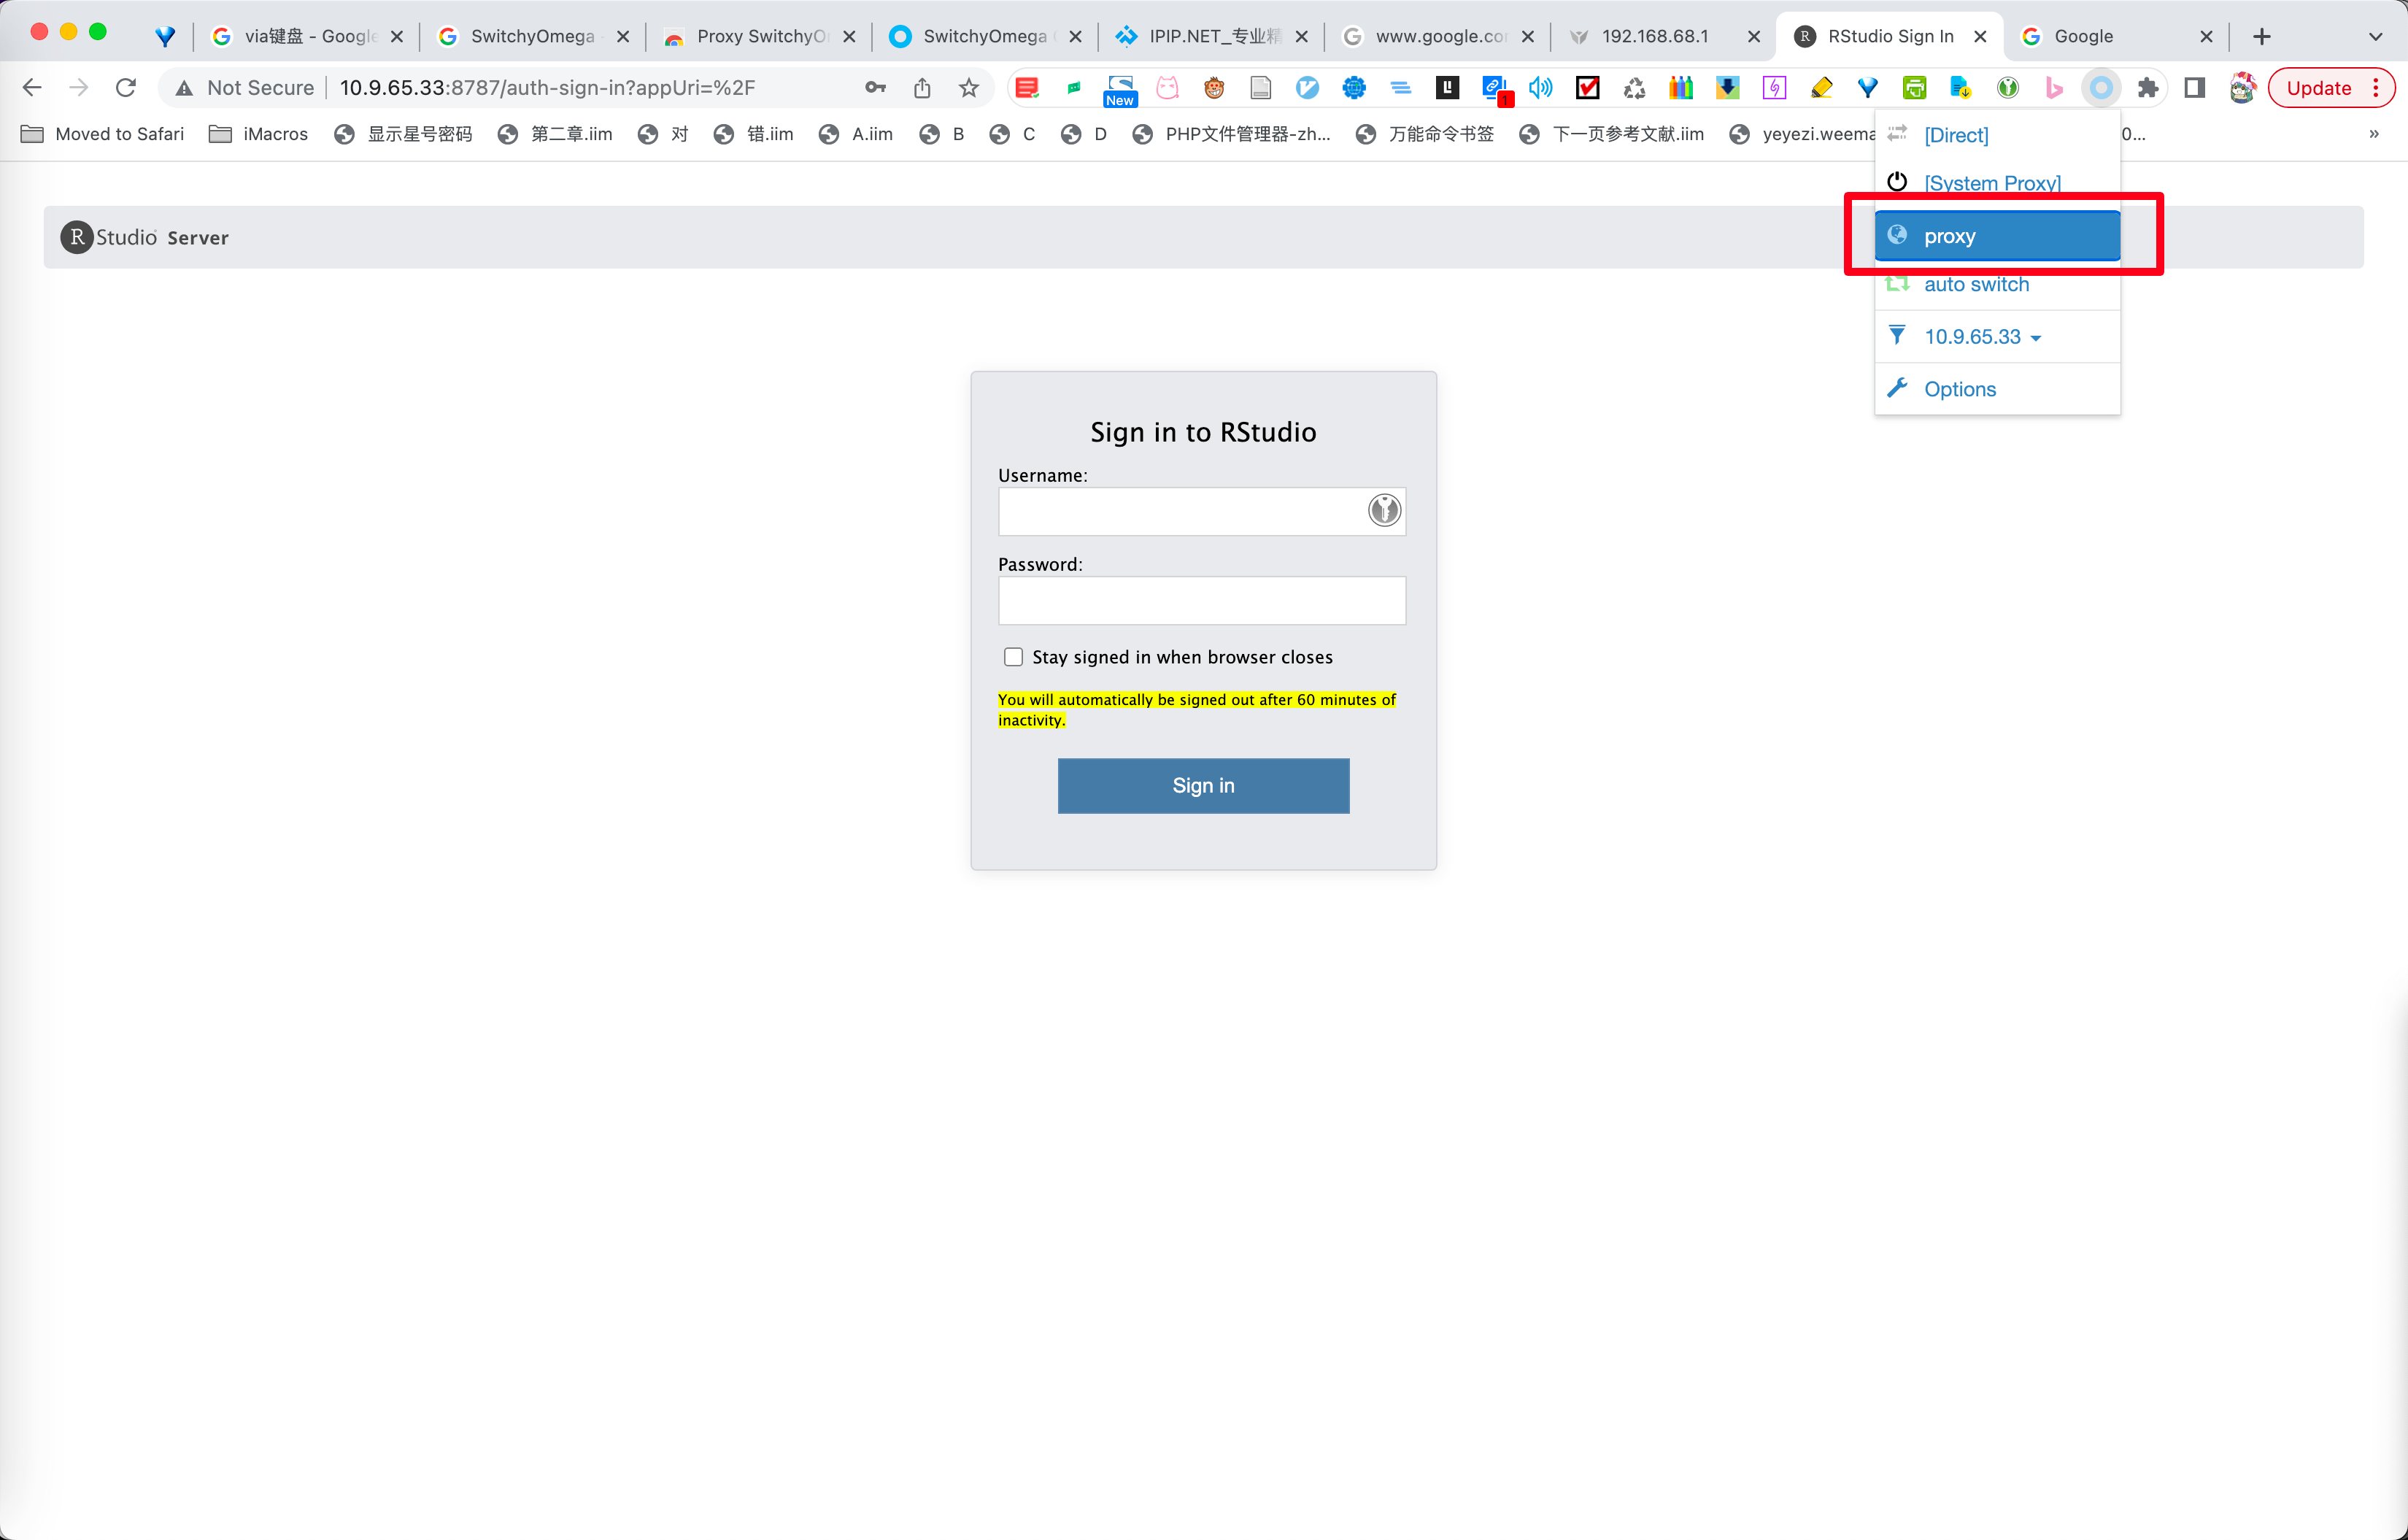 via键盘 - Google
SwitchyOmega
Proxy SwitchyO
SwitchyOmega
IPIP.NET_专业精
www.google.co
192.168.68.1
RStudio Sign In
Google
Not Secure
10.9.65.33:8787/auth-sign-in?appUri=%2F
New
1
Update
Moved to Safari
iMacros
显示星号密码
第二章.iim
对
错.iim
A.iim
B
C
D
PHP文件管理器-zh...
万能命令书签
下一页参考文献.iim
yeyezi.weema
0...
»
[Direct]
[System Proxy]
proxy
auto switch
10.9.65.33
Options
R Studio Server
Sign in to RStudio
Username:
Password:
Stay signed in when browser closes
You will automatically be signed out after 60 minutes of
inactivity.
Sign in